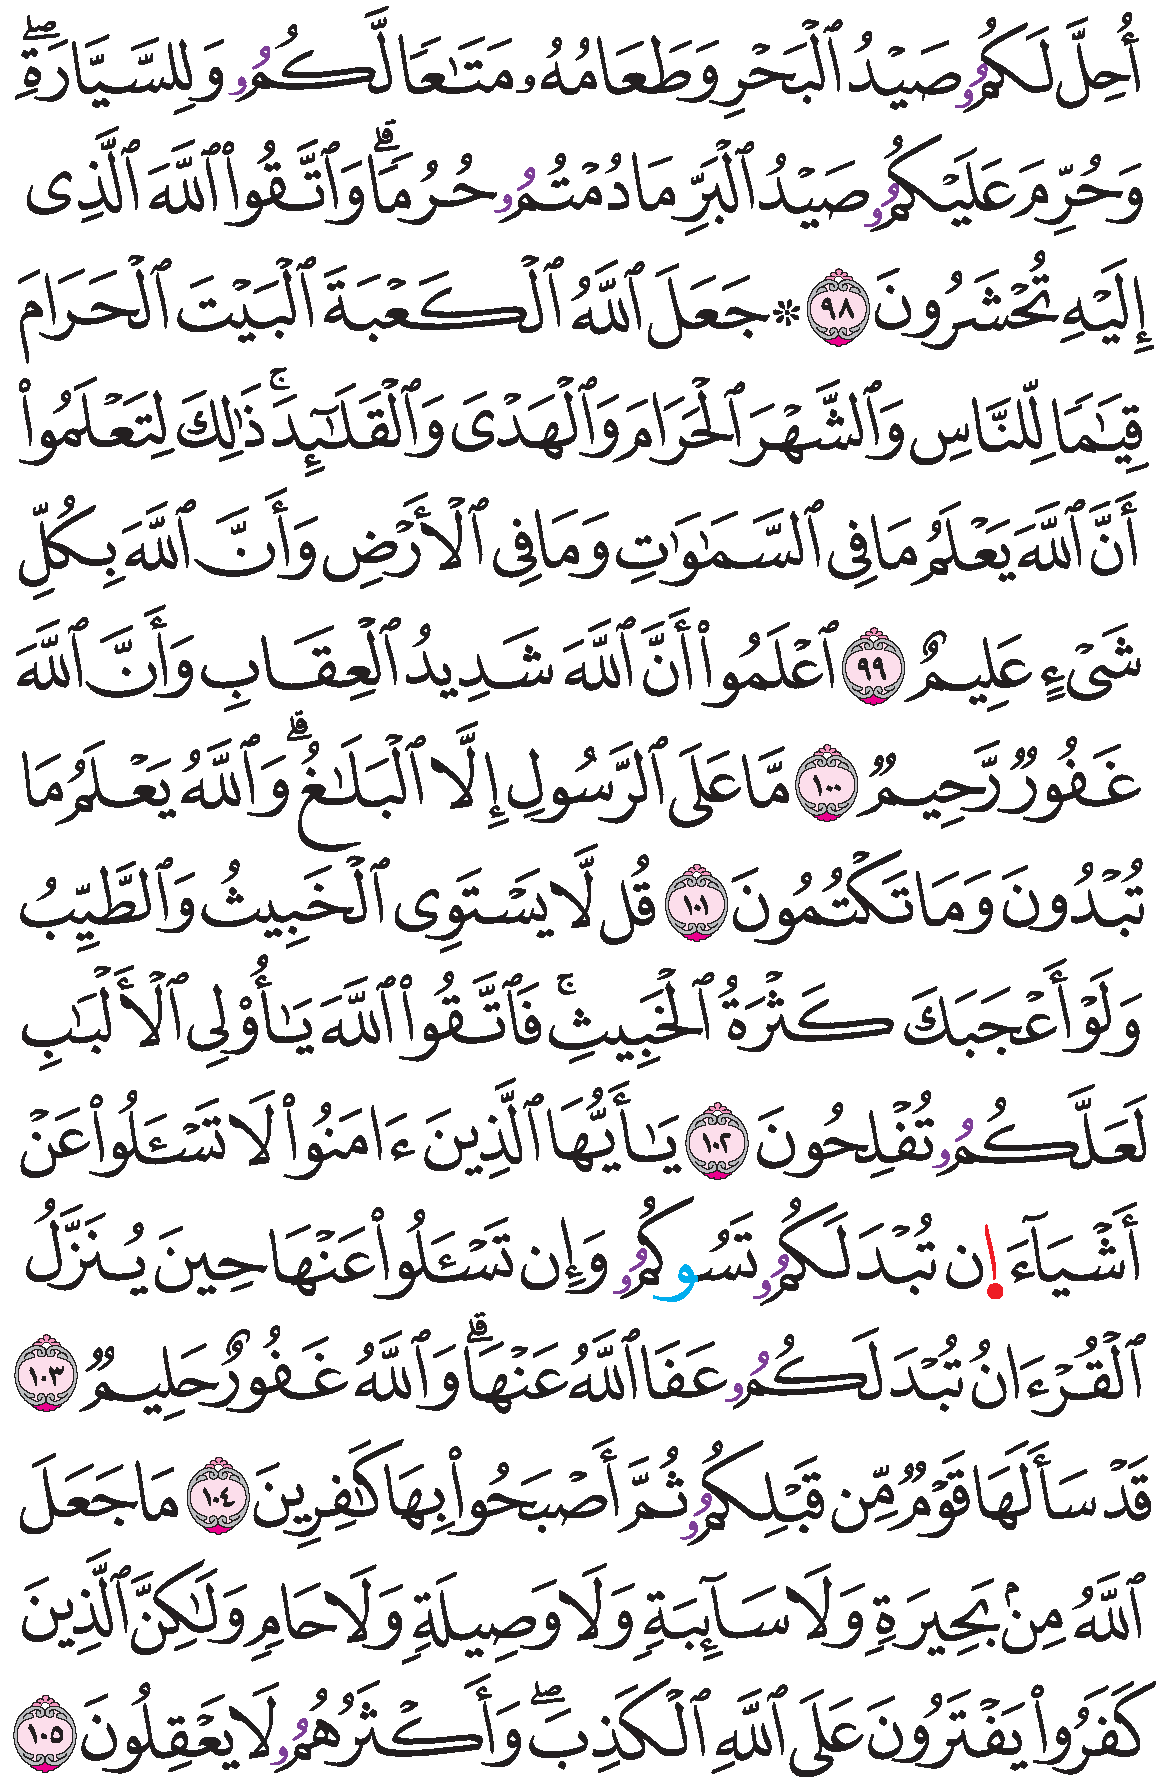 أُحِلَّ لَكُمُۥ صَيْدُ ٱلْبَحْرِ وَطَعَامُهُۥ مَتَٰعًا لَّكُمُۥ وَلِلسَّيَّارَةِۖ
وَحُرِّمَ عَلَيْكُمُۥ صَيْدُ ٱلْبَرِّ مَا دُمْتُمُۥ حُرُمًاۗ وَٱتَّقُوا۟ ٱللَّهَ ٱلَّذِى
إِلَيْهِ تُحْشَرُونَ ٩٨ ۞ جَعَلَ ٱللَّهُ ٱلْكَعْبَةَ ٱلْبَيْتَ ٱلْحَرَامَ
قِيَٰمًا لِّلنَّاسِ وَٱلشَّهْرَ ٱلْحَرَامَ وَٱلْهَدْىَ وَٱلْقَلَٰٓئِدَۚ ذَٰلِكَ لِتَعْلَمُوا۟
أَنَّ ٱللَّهَ يَعْلَمُ مَا فِى ٱلسَّمَٰوَٰتِ وَمَا فِى ٱلْأَرْضِ وَأَنَّ ٱللَّهَ بِكُلِّ
شَىْءٍ عَلِيمٌ ٩٩ ٱعْلَمُوا۟ أَنَّ ٱللَّهَ شَدِيدُ ٱلْعِقَابِ وَأَنَّ ٱللَّهَ
غَفُورٌ رَّحِيمٌ ١٠٠ مَّا عَلَى ٱلرَّسُولِ إِلَّا ٱلْبَلَٰغُۗ وَٱللَّهُ يَعْلَمُ مَا
تُبْدُونَ وَمَا تَكْتُمُونَ ١٠١ قُل لَّا يَسْتَوِى ٱلْخَبِيثُ وَٱلطَّيِّبُ
وَلَوْ أَعْجَبَكَ كَثْرَةُ ٱلْخَبِيثِۚ فَٱتَّقُوا۟ ٱللَّهَ يَٰأُو۟لِى ٱلْأَلْبَٰبِ
لَعَلَّكُمُۥ تُفْلِحُونَ ١٠٢ يَٰأَيُّهَا ٱلَّذِينَ ءَامَنُوا۟ لَا تَسْـَٔلُوا۟ عَنْ
أَشْيَآءَ ا۪ن تُبْدَ لَكُمُۥ تَسُوكُمُۥ وَإِن تَسْـَٔلُوا۟ عَنْهَا حِينَ يُنَزَّلُ
ٱلْقُرْءَانُ تُبْدَ لَكُمُۥ عَفَا ٱللَّهُ عَنْهَاۗ وَٱللَّهُ غَفُورٌ حَلِيمٌ ١٠٣
قَدْ سَأَلَهَا قَوْمٌ مِّن قَبْلِكُمُۥ ثُمَّ أَصْبَحُوا۟ بِهَا كَٰفِرِينَ ١٠٤ مَا جَعَلَ
ٱللَّهُ مِنۢ بَحِيرَةٍ وَلَا سَآئِبَةٍ وَلَا وَصِيلَةٍ وَلَا حَامٍ وَلَٰكِنَّ ٱلَّذِينَ
كَفَرُوا۟ يَفْتَرُونَ عَلَى ٱللَّهِ ٱلْكَذِبَۖ وَأَكْثَرُهُمُۥ لَا يَعْقِلُونَ ١٠٥